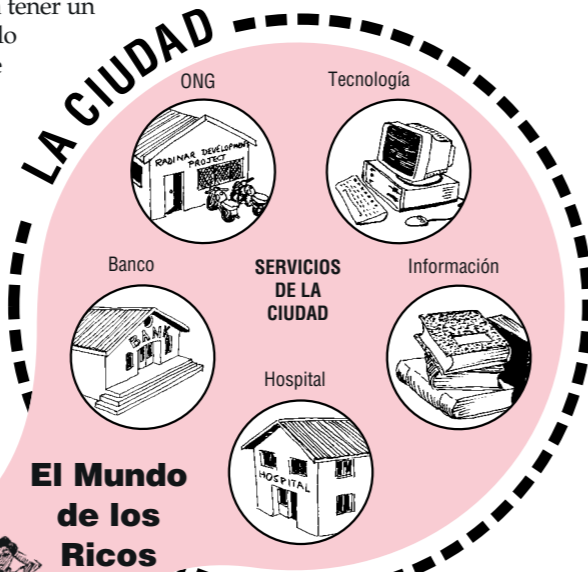 tener un
lo
LA CIUDAD
ONG
Tecnología
RADINAR DEVELOPMENT
PROJECT
Banco
SERVICIOS
DE LA
CIUDAD
Información
BANK
Hospital
HOSPITAL
El Mundo
de los
Ricos